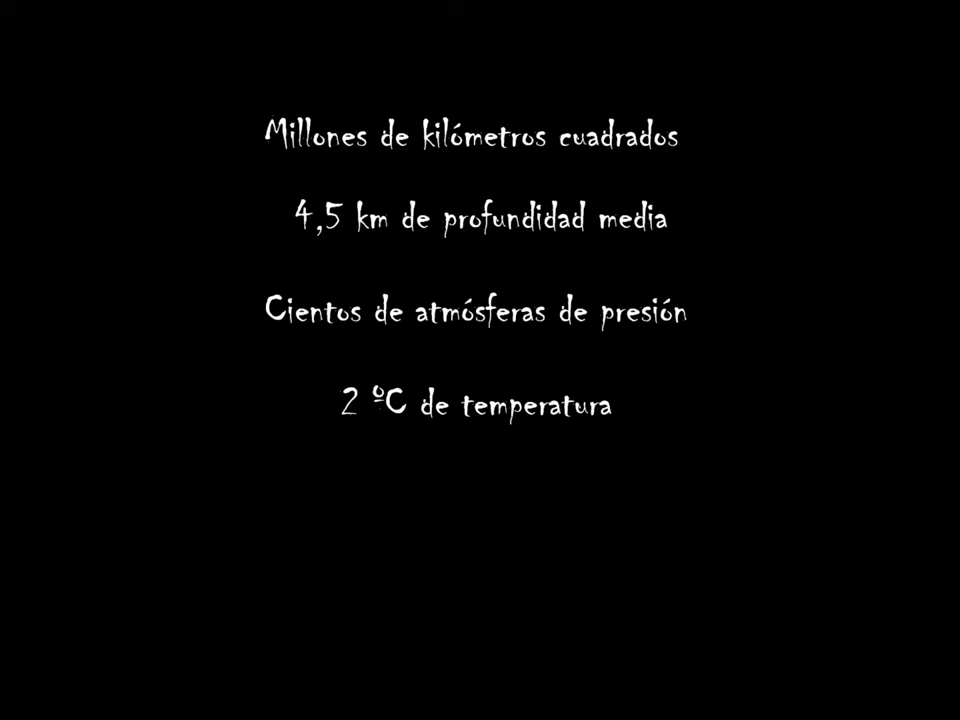 Millones de kilómetros cuadrados
4,5 km de profundidad media
Cientos de atmósferas de presión
2 ºC de temperatura